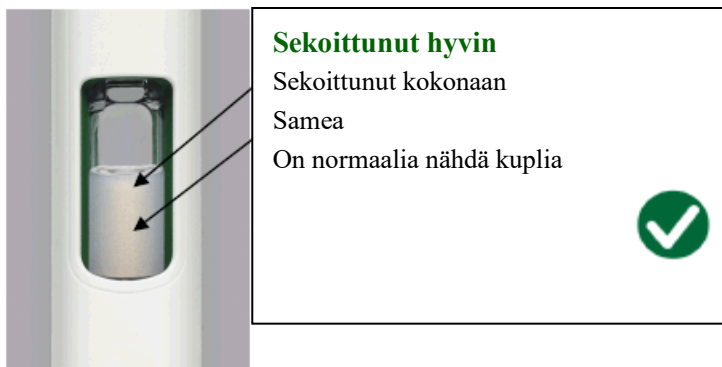 Sekoittunut hyvin
Sekoittunut kokonaan
Samea
On normaalia nähdä kuplia